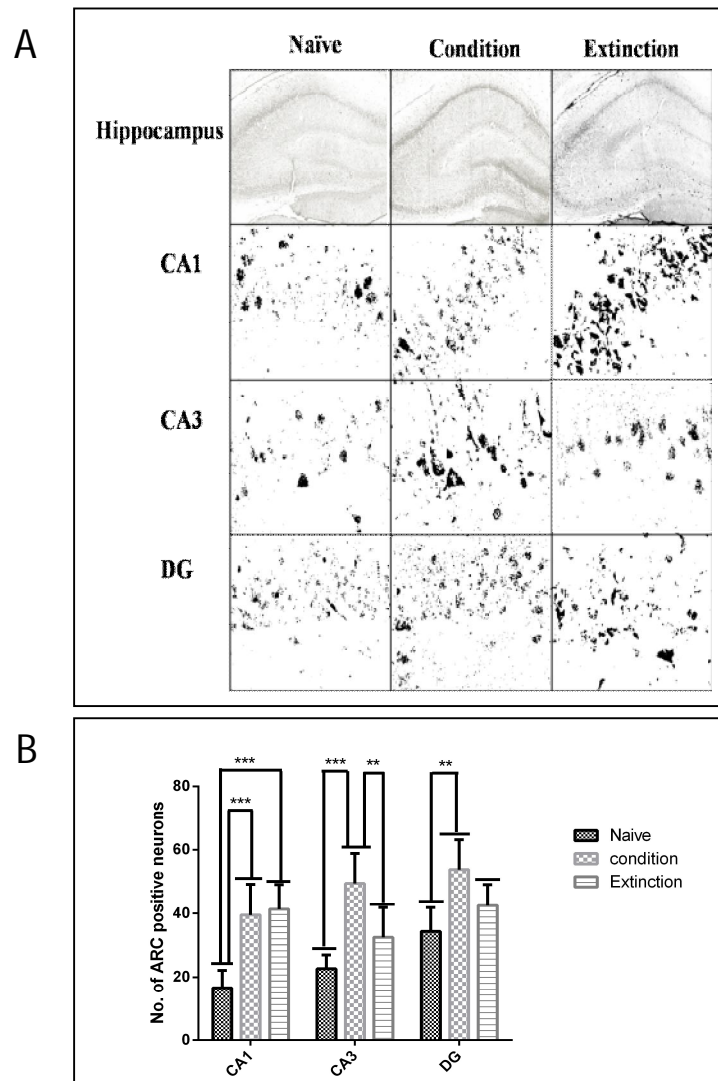 A
Naïve Condition Extinction
Hippocampus
CA1
CA3
DG
B
*** *** ** **
***
80
60
40
20
0
No. of ARC positive neurons
CA1 CA3 DG
Naive
condition
Extinction